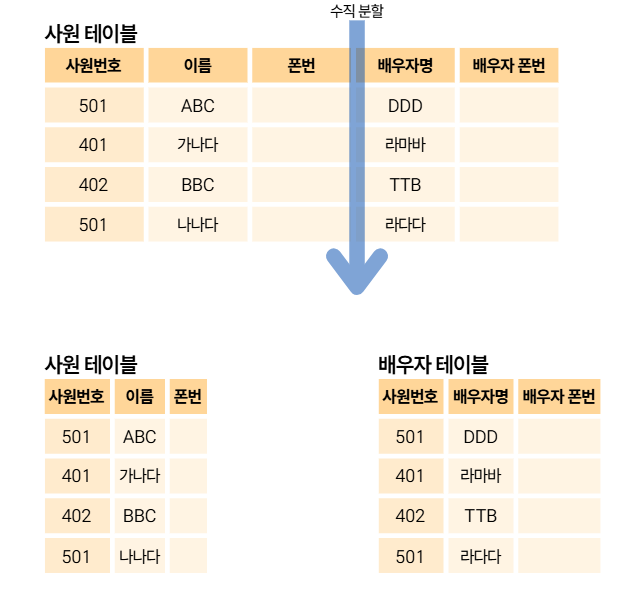 수직 분할
사원 테이블
사원번호 이름 폰번 배우자명 배우자 폰번
501 ABC DDD
401 가나다 라마바
402 BBC TTB
501 나나다 라다다
사원 테이블
사원번호 이름 폰번
501 ABC
401 가나다
402 BBC
501 나나다
배우자 테이블
사원번호 배우자명 배우자 폰번
501 DDD
401 라마바
402 TTB
501 라다다